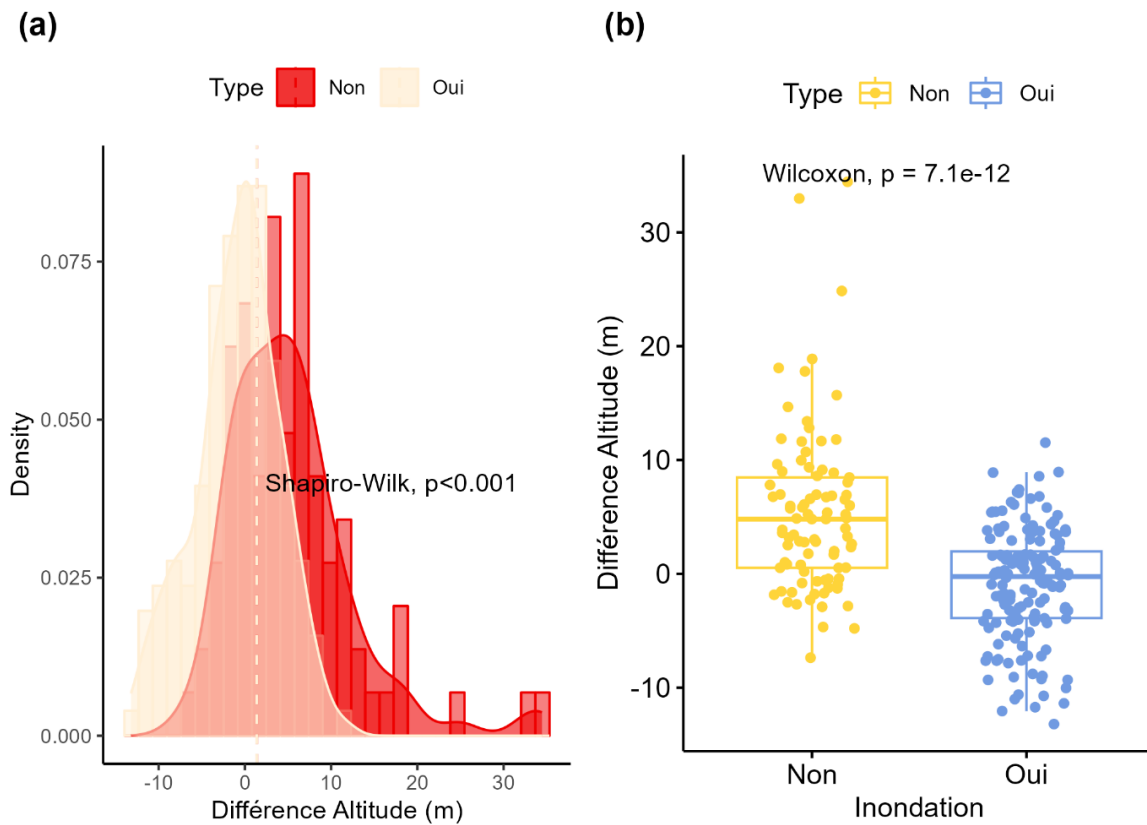 (a)
Type Non Oui
0.075
0.050
0.025
0.000
Density
Shapiro-Wilk, p<0.001
-10 0 10 20 30
Différence Altitude (m)
(b)
Type Non Oui
Wilcoxon, p = 7.1e-12
30
20
10
0
-10
Différence Altitude (m)
Non Oui
Inondation